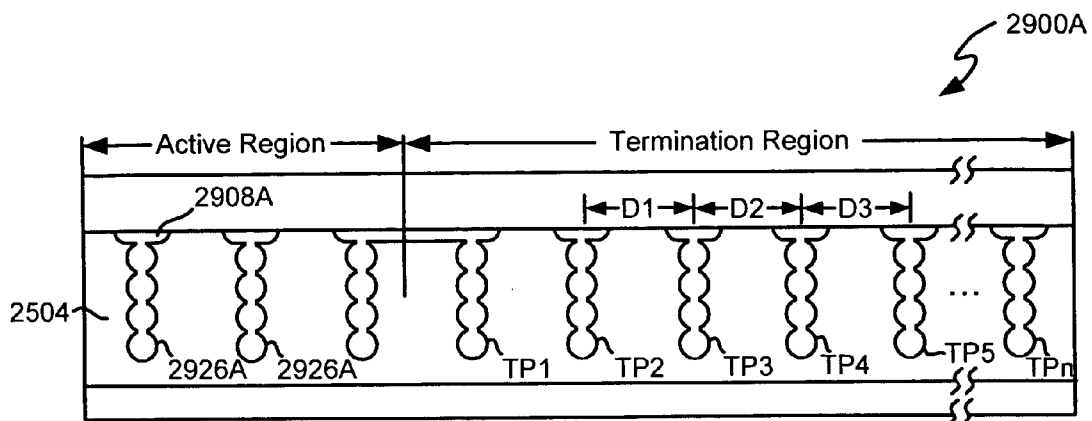 2900A
Active Region
Termination Region
2908A
D1
D2
D3
2504
2926A
2926A
TP1
TP2
TP3
TP4
TP5
...
TPn